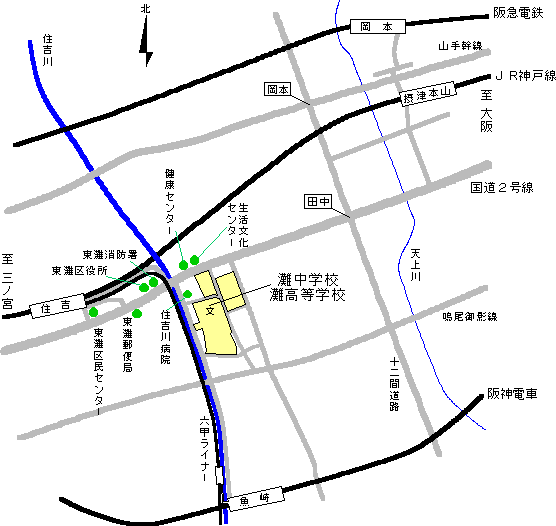 北
阪急電鉄
岡本
住吉川
山手幹線
JR神戸線
摂津本山
岡本
至大阪
健康センター
生活文化センター
国道2号線
田中
東灘消防署
東灘区役所
至三ノ宮
天上川
灘中学校
灘高等学校
住吉
文
鳴尾御影線
東灘区民センター
東灘郵便局
住吉川病院
十二間道路
阪神電車
六甲ライナー
魚崎